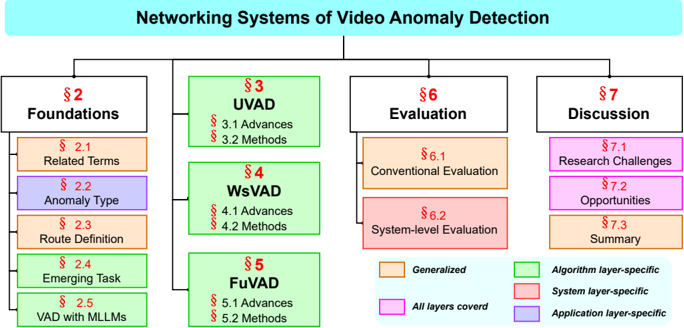 Networking Systems of Video Anomaly Detection
§ 2
Foundations
§ 2.1
Related Terms
§ 2.2
Anomaly Type
§ 2.3
Route Definition
§ 2.4
Emerging Task
§ 2.5
VAD with MLLMs
§ 3
UVAD
§ 3.1 Advances
§ 3.2 Methods
§ 4
WsVAD
§ 4.1 Advances
§ 4.2 Methods
§ 5
FuVAD
§ 5.1 Advances
§ 5.2 Methods
§ 6
Evaluation
§ 6.1
Conventional Evaluation
§ 6.2
System-level Evaluation
§ 7
Discussion
§ 7.1
Research Challenges
§ 7.2
Opportunities
§ 7.3
Summary
Generalized
All layers coverd
Algorithm layer-specific
System layer-specific
Application layer-specific